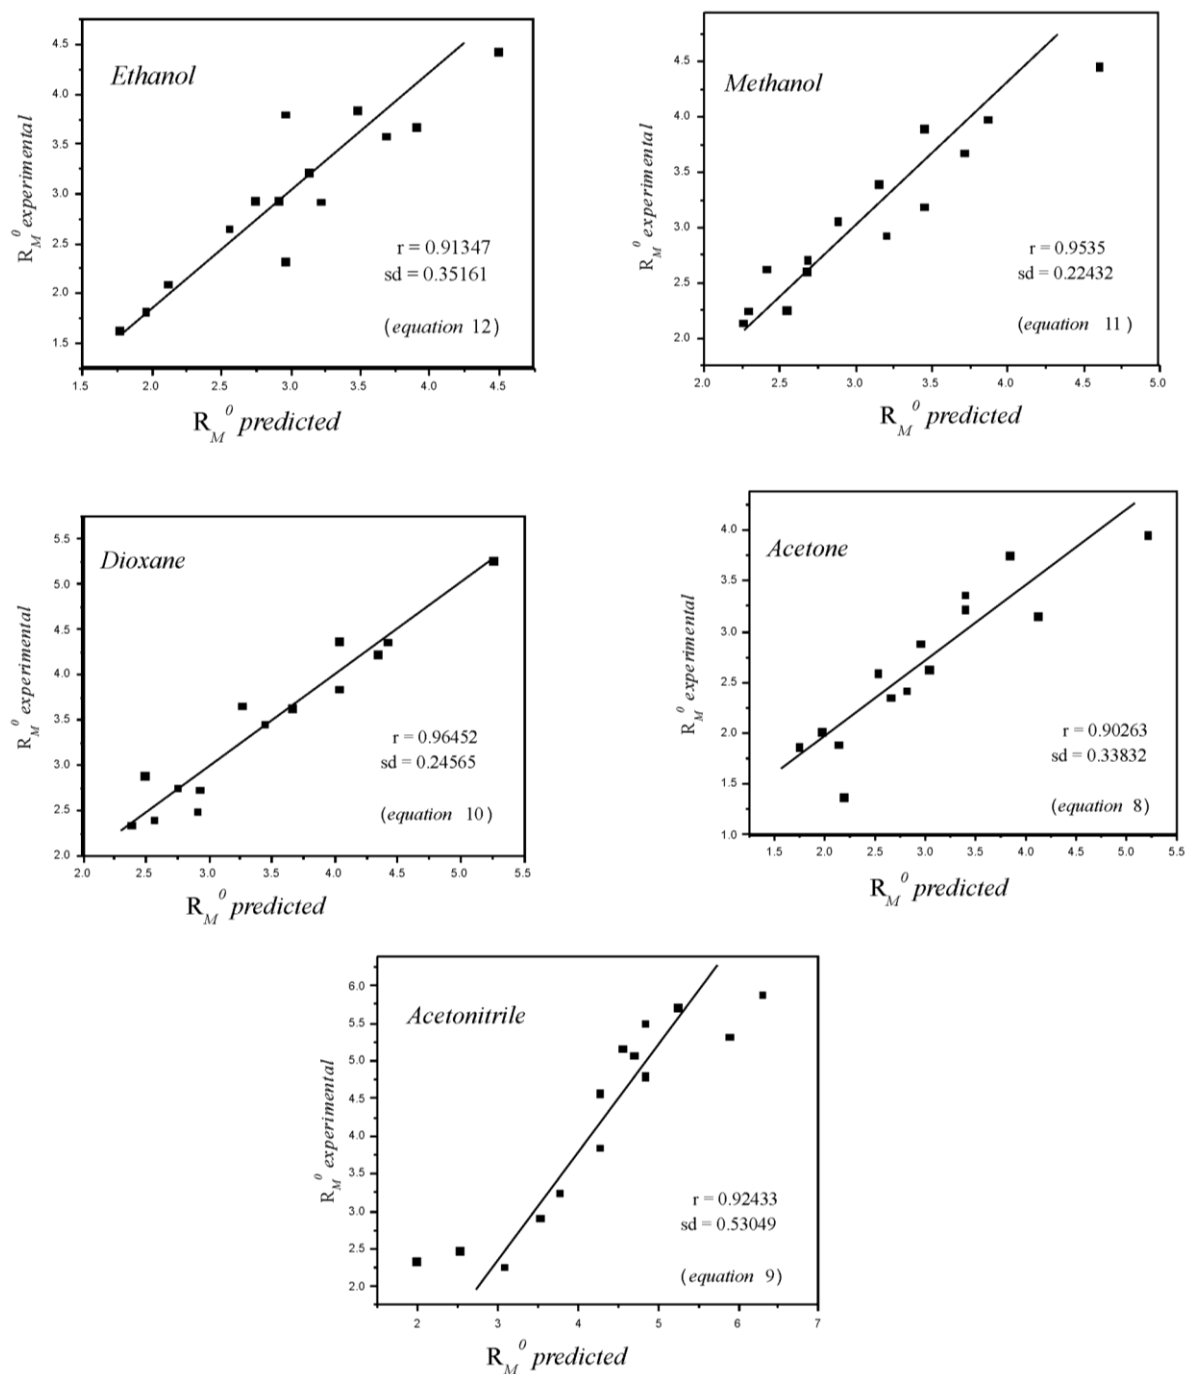 Ethanol
R_M^0 experimental
4.5
4.0
3.5
3.0
2.5
2.0
1.5
r = 0.91347
sd = 0.35161
(equation 12)
1.5 2.0 2.5 3.0 3.5 4.0 4.5
R_M^0 predicted
Methanol
R_M^0 experimental
4.5
4.0
3.5
3.0
2.5
2.0
r = 0.9535
sd = 0.22432
(equation 11)
2.0 2.5 3.0 3.5 4.0 4.5 5.0
R_M^0 predicted
Dioxane
R_M^0 experimental
5.5
5.0
4.5
4.0
3.5
3.0
2.5
2.0
r = 0.96452
sd = 0.24565
(equation 10)
2.0 2.5 3.0 3.5 4.0 4.5 5.0 5.5
R_M^0 predicted
Acetone
R_M^0 experimental
4.0
3.5
3.0
2.5
2.0
1.5
1.0
r = 0.90263
sd = 0.33832
(equation 8)
1.5 2.0 2.5 3.0 3.5 4.0 4.5 5.0 5.5
R_M^0 predicted
Acetonitrile
R_M^0 experimental
6.0
5.5
5.0
4.5
4.0
3.5
3.0
2.5
2.0
r = 0.92433
sd = 0.53049
(equation 9)
2 3 4 5 6 7
R_M^0 predicted